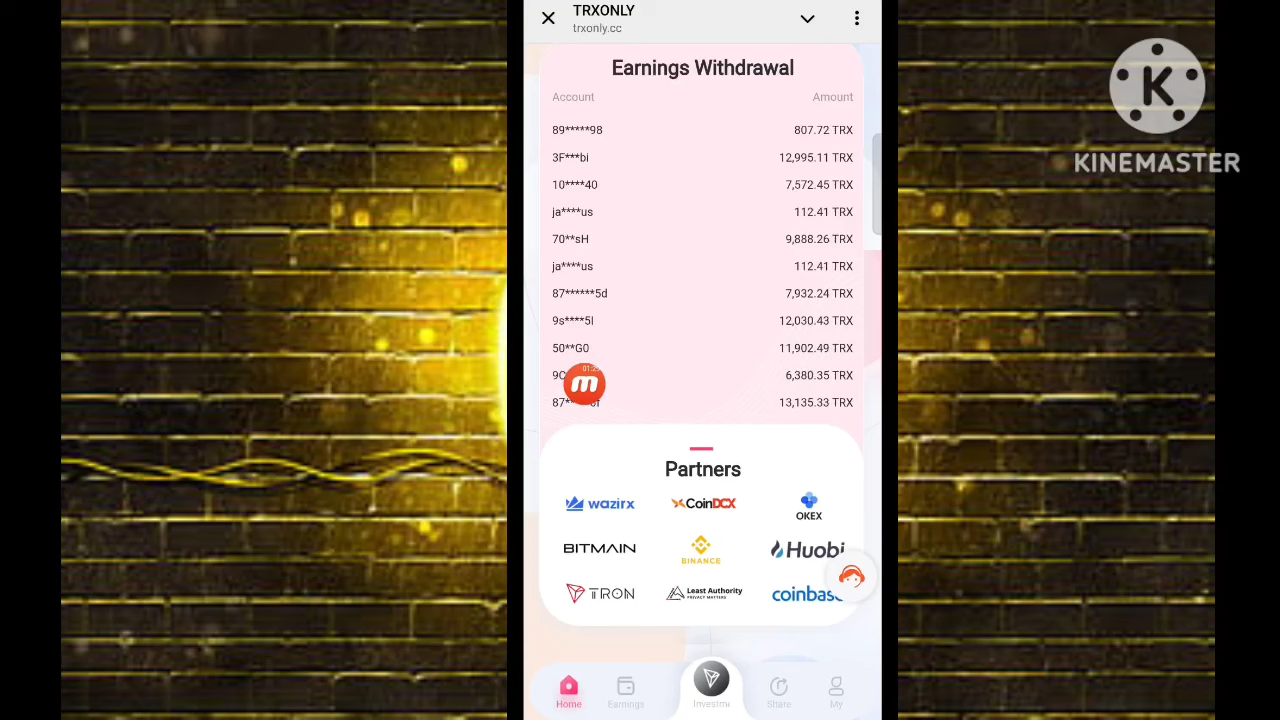 TRXONLY
trxonly.cc
Earnings Withdrawal
Account Amount
89*****98 807.72 TRX
3F***bi 12,995.11 TRX
10****40 7,572.45 TRX
ja****us 112.41 TRX
70**sH 9,888.26 TRX
ja****us 112.41 TRX
87******5d 7,932.24 TRX
9s****5l 12,030.43 TRX
50**G0 11,902.49 TRX
6,380.35 TRX
13,135.33 TRX
Partners
wazirx CoinDCX OKEX
BITMAIN BINANCE Huobi
TRON Least Authority PRIVACY MATTERS coinbase
Home Earnings Investme Share My
K
KINEMASTER